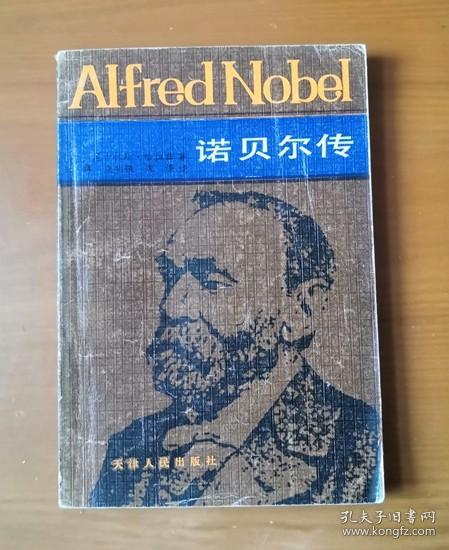 Alfred Nobel
诺贝尔传
天津人民出版社
孔夫子旧书网
www.kongfz.com